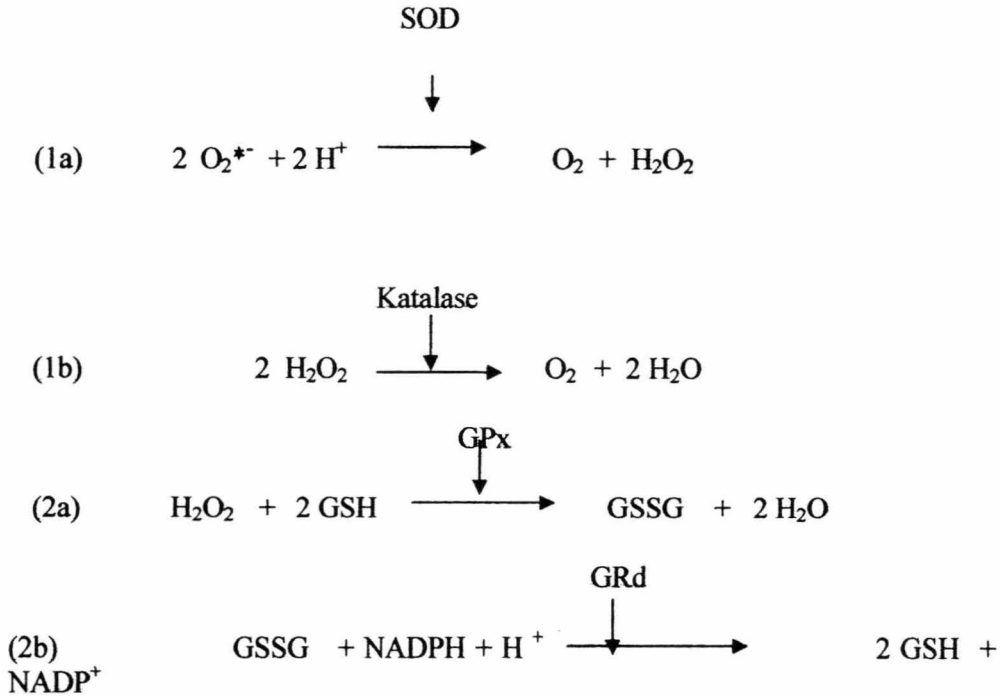 SOD
(1a) 2 O₂*⁻ + 2 H⁺ → O₂ + H₂O₂
Katalase
(1b) 2 H₂O₂ → O₂ + 2 H₂O
GPx
(2a) H₂O₂ + 2 GSH → GSSG + 2 H₂O
GRd
(2b) GSSG + NADPH + H⁺ → 2 GSH +
NADP⁺